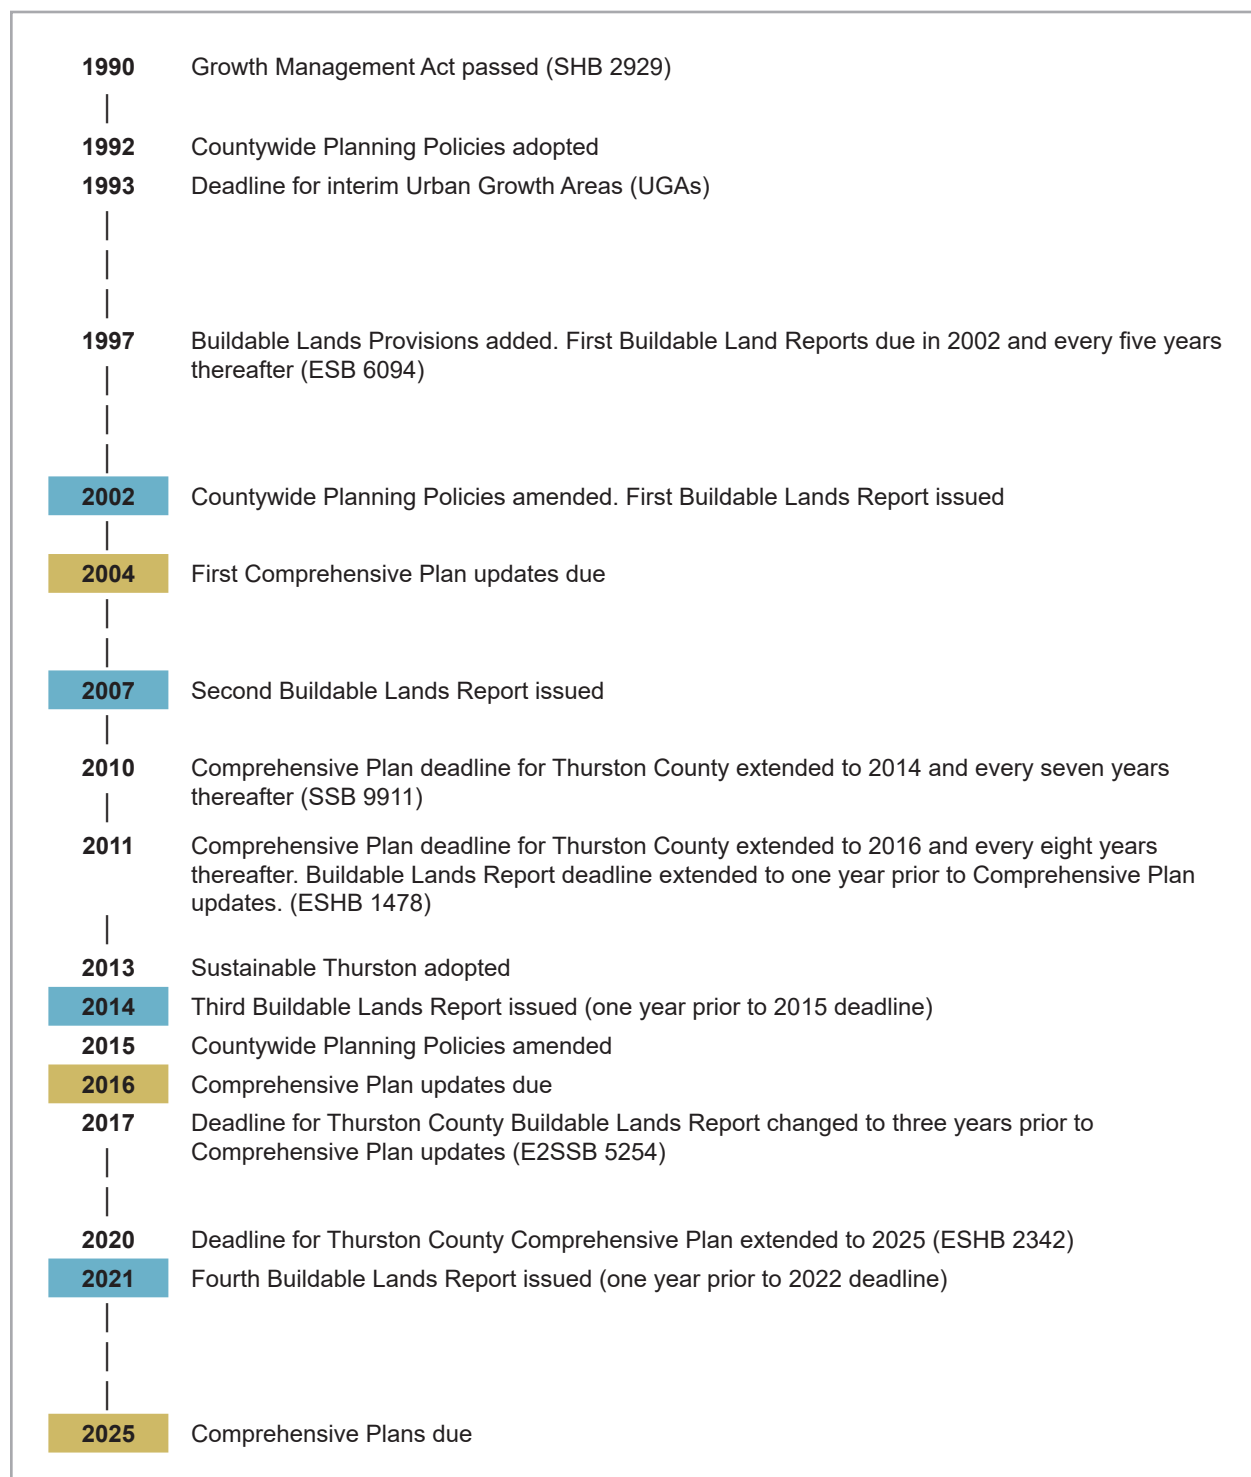 1990 Growth Management Act passed (SHB 2929)
1992 Countywide Planning Policies adopted
1993 Deadline for interim Urban Growth Areas (UGAs)
1997 Buildable Lands Provisions added. First Buildable Land Reports due in 2002 and every five years
thereafter (ESB 6094)
2002 Countywide Planning Policies amended. First Buildable Lands Report issued
2004 First Comprehensive Plan updates due
2007 Second Buildable Lands Report issued
2010 Comprehensive Plan deadline for Thurston County extended to 2014 and every seven years
thereafter (SSB 9911)
2011 Comprehensive Plan deadline for Thurston County extended to 2016 and every eight years
thereafter. Buildable Lands Report deadline extended to one year prior to Comprehensive Plan
updates. (ESHB 1478)
2013 Sustainable Thurston adopted
2014 Third Buildable Lands Report issued (one year prior to 2015 deadline)
2015 Countywide Planning Policies amended
2016 Comprehensive Plan updates due
2017 Deadline for Thurston County Buildable Lands Report changed to three years prior to
Comprehensive Plan updates (E2SSB 5254)
2020 Deadline for Thurston County Comprehensive Plan extended to 2025 (ESHB 2342)
2021 Fourth Buildable Lands Report issued (one year prior to 2022 deadline)
2025 Comprehensive Plans due